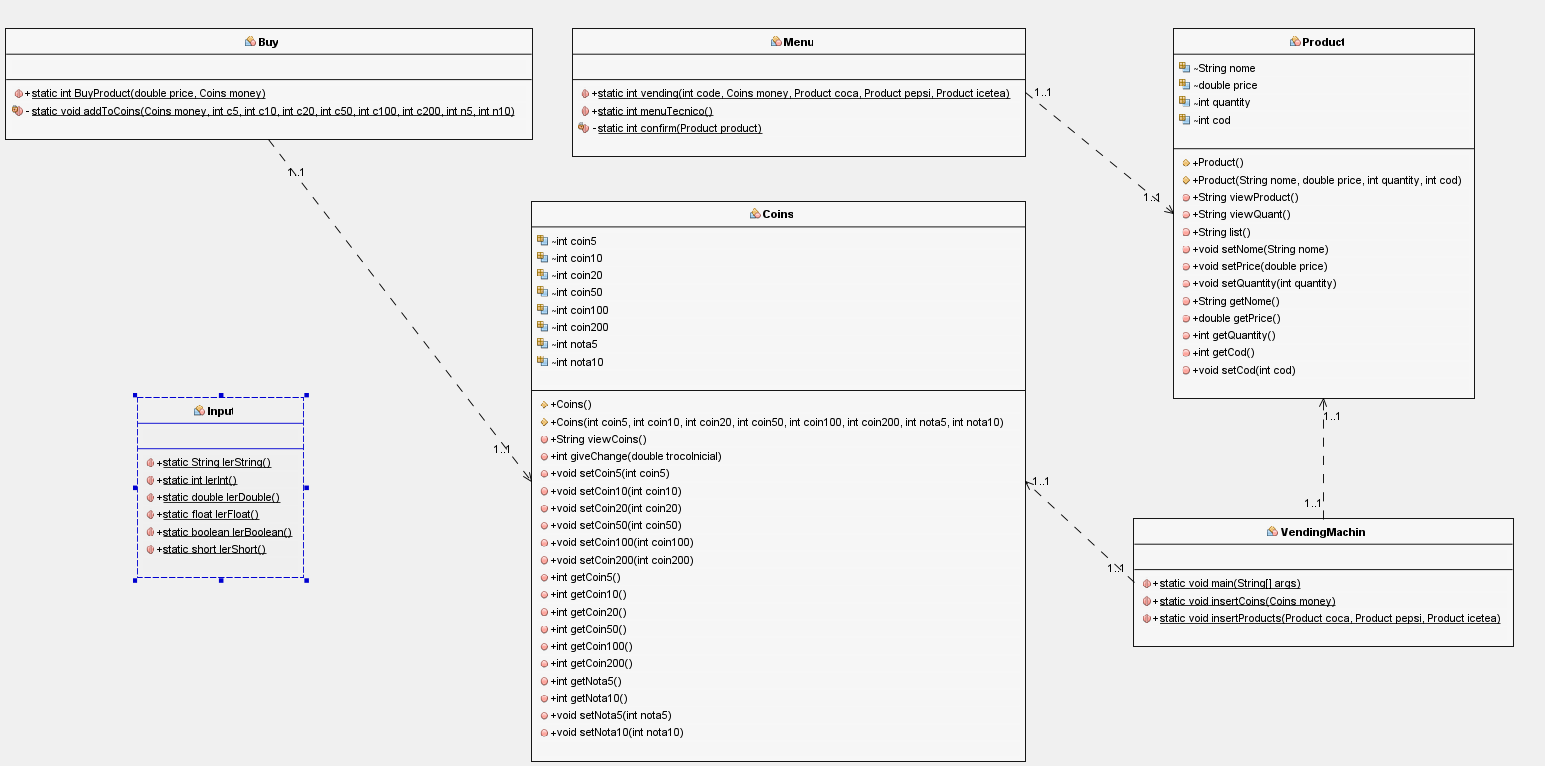 Buy
+static int BuyProduct(double price, Coins money)
-static void addToCoins(Coins money, int c5, int c10, int c20, int c50, int c100, int c200, int n5, int n10)
1..1
1..1
Menu
+static int vending(int code, Coins money, Product coca, Product pepsi, Product icetea)
+static int menuTecnico()
-static int confirm(Product product)
1..1
1..1
Product
~String nome
~double price
~int quantity
~int cod
+Product()
+Product(String nome, double price, int quantity, int cod)
+String viewProduct()
+String viewQuant()
+String list()
+void setNome(String nome)
+void setPrice(double price)
+void setQuantity(int quantity)
+String getNome()
+double getPrice()
+int getQuantity()
+int getCod()
+void setCod(int cod)
1..1
1..1
Coins
~int coin5
~int coin10
~int coin20
~int coin50
~int coin100
~int coin200
~int nota5
~int nota10
+Coins()
+Coins(int coin5, int coin10, int coin20, int coin50, int coin100, int coin200, int nota5, int nota10)
+String viewCoins()
+int giveChange(double trocoInicial)
+void setCoin5(int coin5)
+void setCoin10(int coin10)
+void setCoin20(int coin20)
+void setCoin50(int coin50)
+void setCoin100(int coin100)
+void setCoin200(int coin200)
+int getCoin5()
+int getCoin10()
+int getCoin20()
+int getCoin50()
+int getCoin100()
+int getCoin200()
+int getNota5()
+int getNota10()
+void setNota5(int nota5)
+void setNota10(int nota10)
1..1
1..1
Input
+static String lerString()
+static int lerInt()
+static double lerDouble()
+static float lerFloat()
+static boolean lerBoolean()
+static short lerShort()
VendingMachin
+static void main(String[] args)
+static void insertCoins(Coins money)
+static void insertProducts(Product coca, Product pepsi, Product icetea)